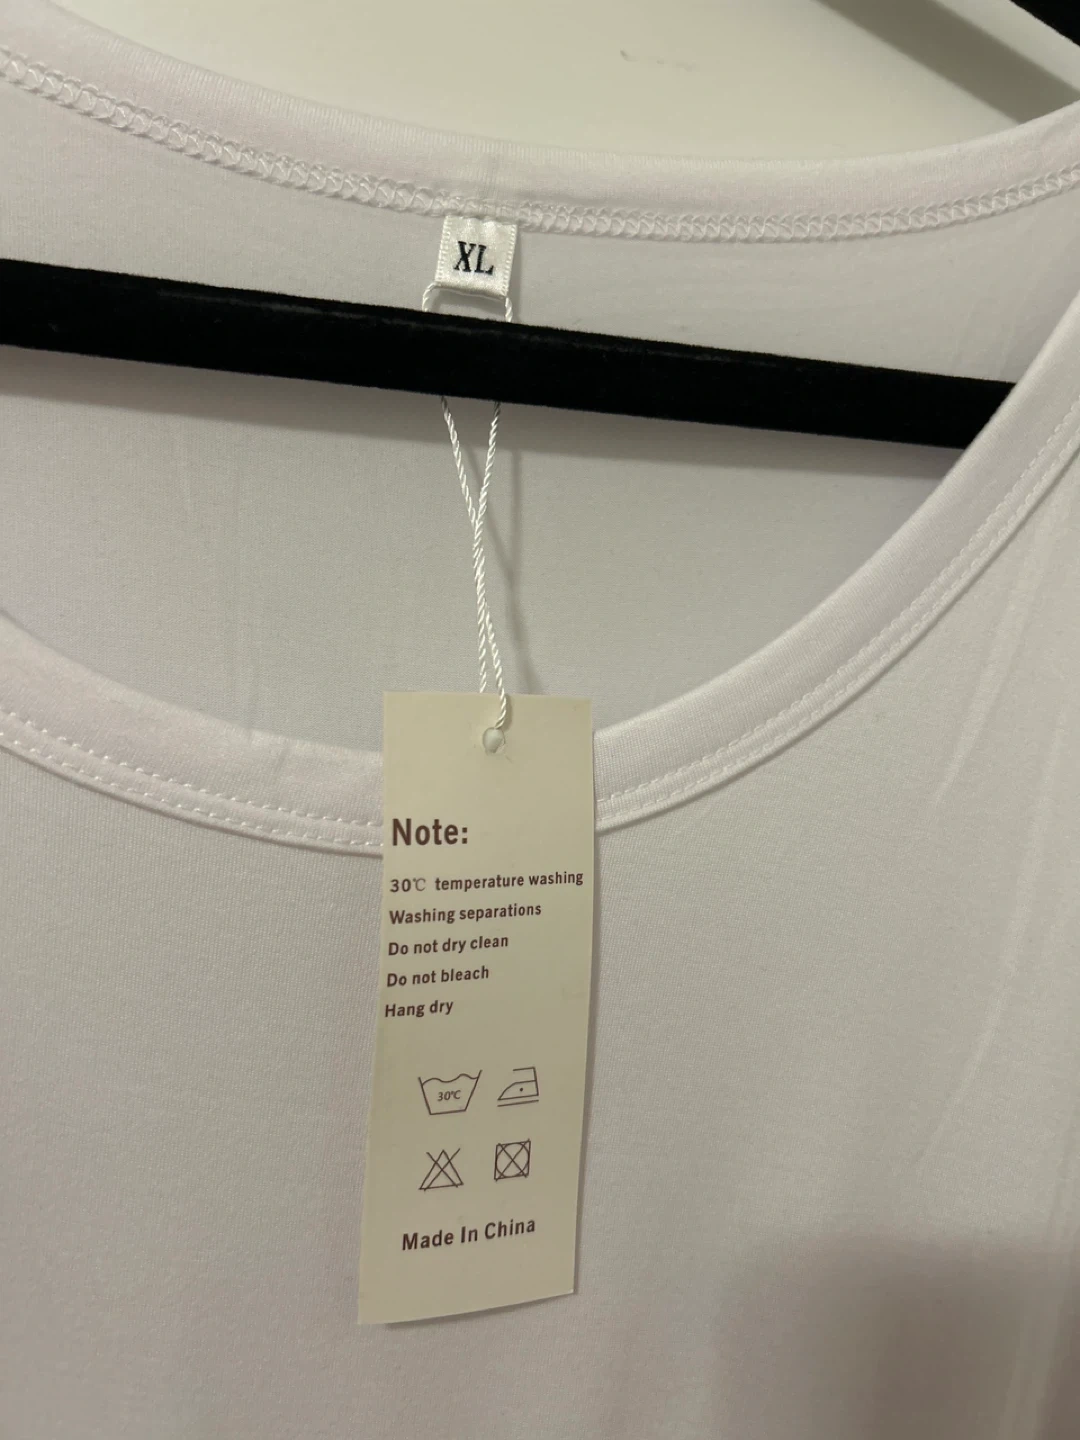 XL
Note:
30℃ temperature washing
Washing separations
Do not dry clean
Do not bleach
Hang dry
30℃
Made In China